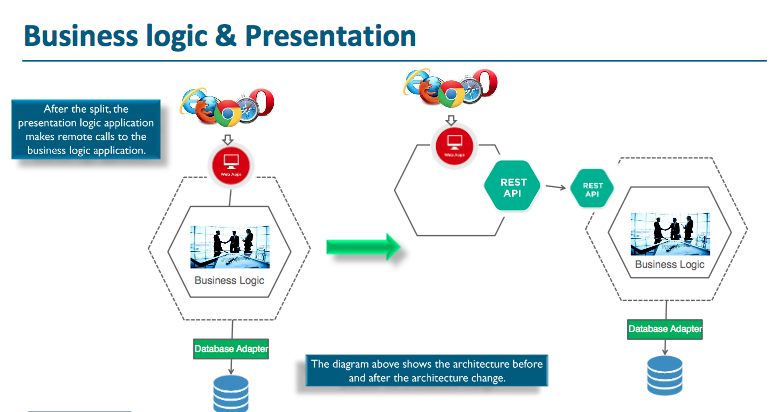 Business logic & Presentation
After the split, the
presentation logic application
makes remote calls to the
business logic application.
Web Apps
Business Logic
Database Adapter
Web Apps
REST
API
REST
API
Business Logic
Database Adapter
The diagram above shows the architecture before
and after the architecture change.